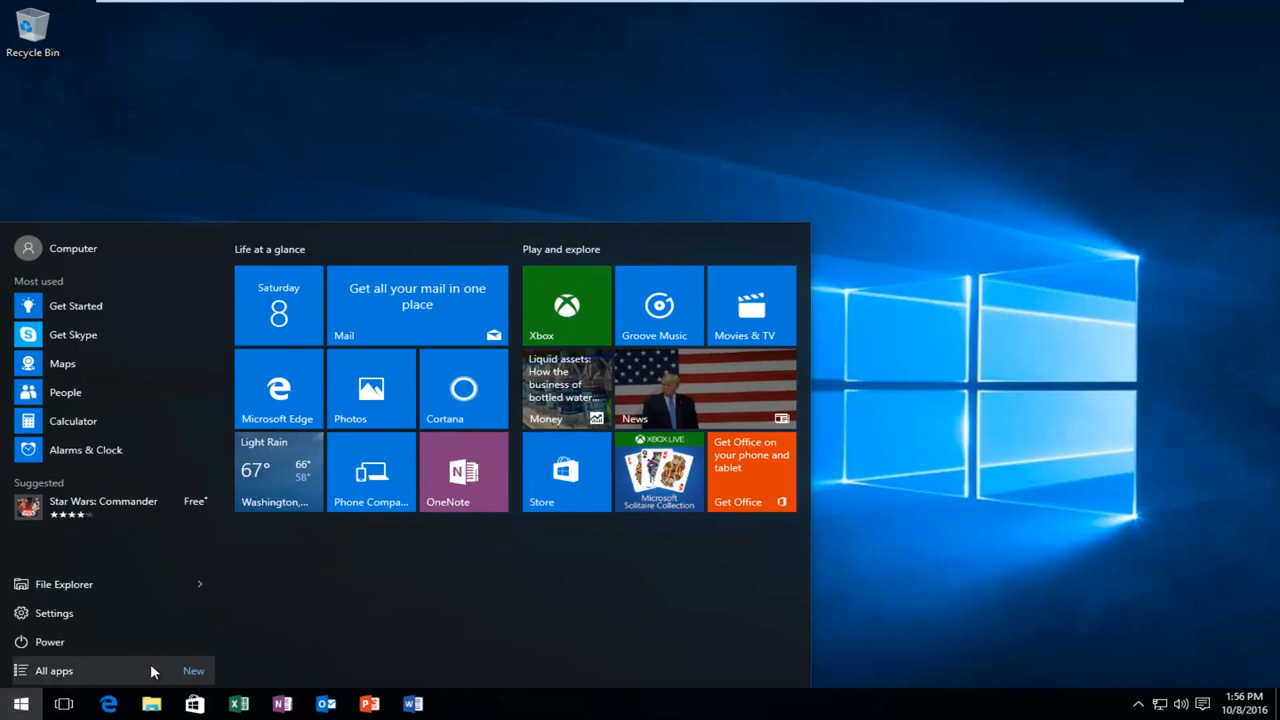 Recycle Bin
Computer
Most used
Get Started
Get Skype
Maps
People
Calculator
Alarms & Clock
Suggested
Star Wars: Commander
Free*
File Explorer
Settings
Power
All apps
New
Life at a glance
Saturday
8
Get all your mail in one
place
Mail
Microsoft Edge
Photos
Cortana
Light Rain
67°
66°
58°
Washington,...
Phone Compa...
OneNote
Play and explore
Xbox
Groove Music
Movies & TV
Liquid assets:
How the
business of
bottled water...
Money
News
Store
XBOX LIVE
Microsoft
Solitaire Collection
Get Office on
your phone and
tablet
Get Office
1:56 PM
10/8/2016